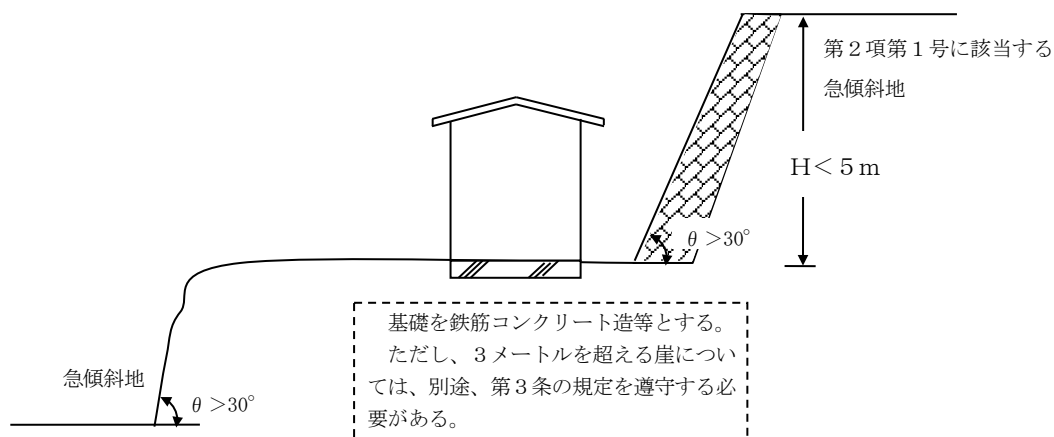 第２項第１号に該当する
急傾斜地
Ｈ＜５ｍ
θ＞30°
基礎を鉄筋コンクリート造等とする。
ただし、３メートルを超える崖につい
ては、別途、第３条の規定を遵守する必
要がある。
急傾斜地
θ＞30°